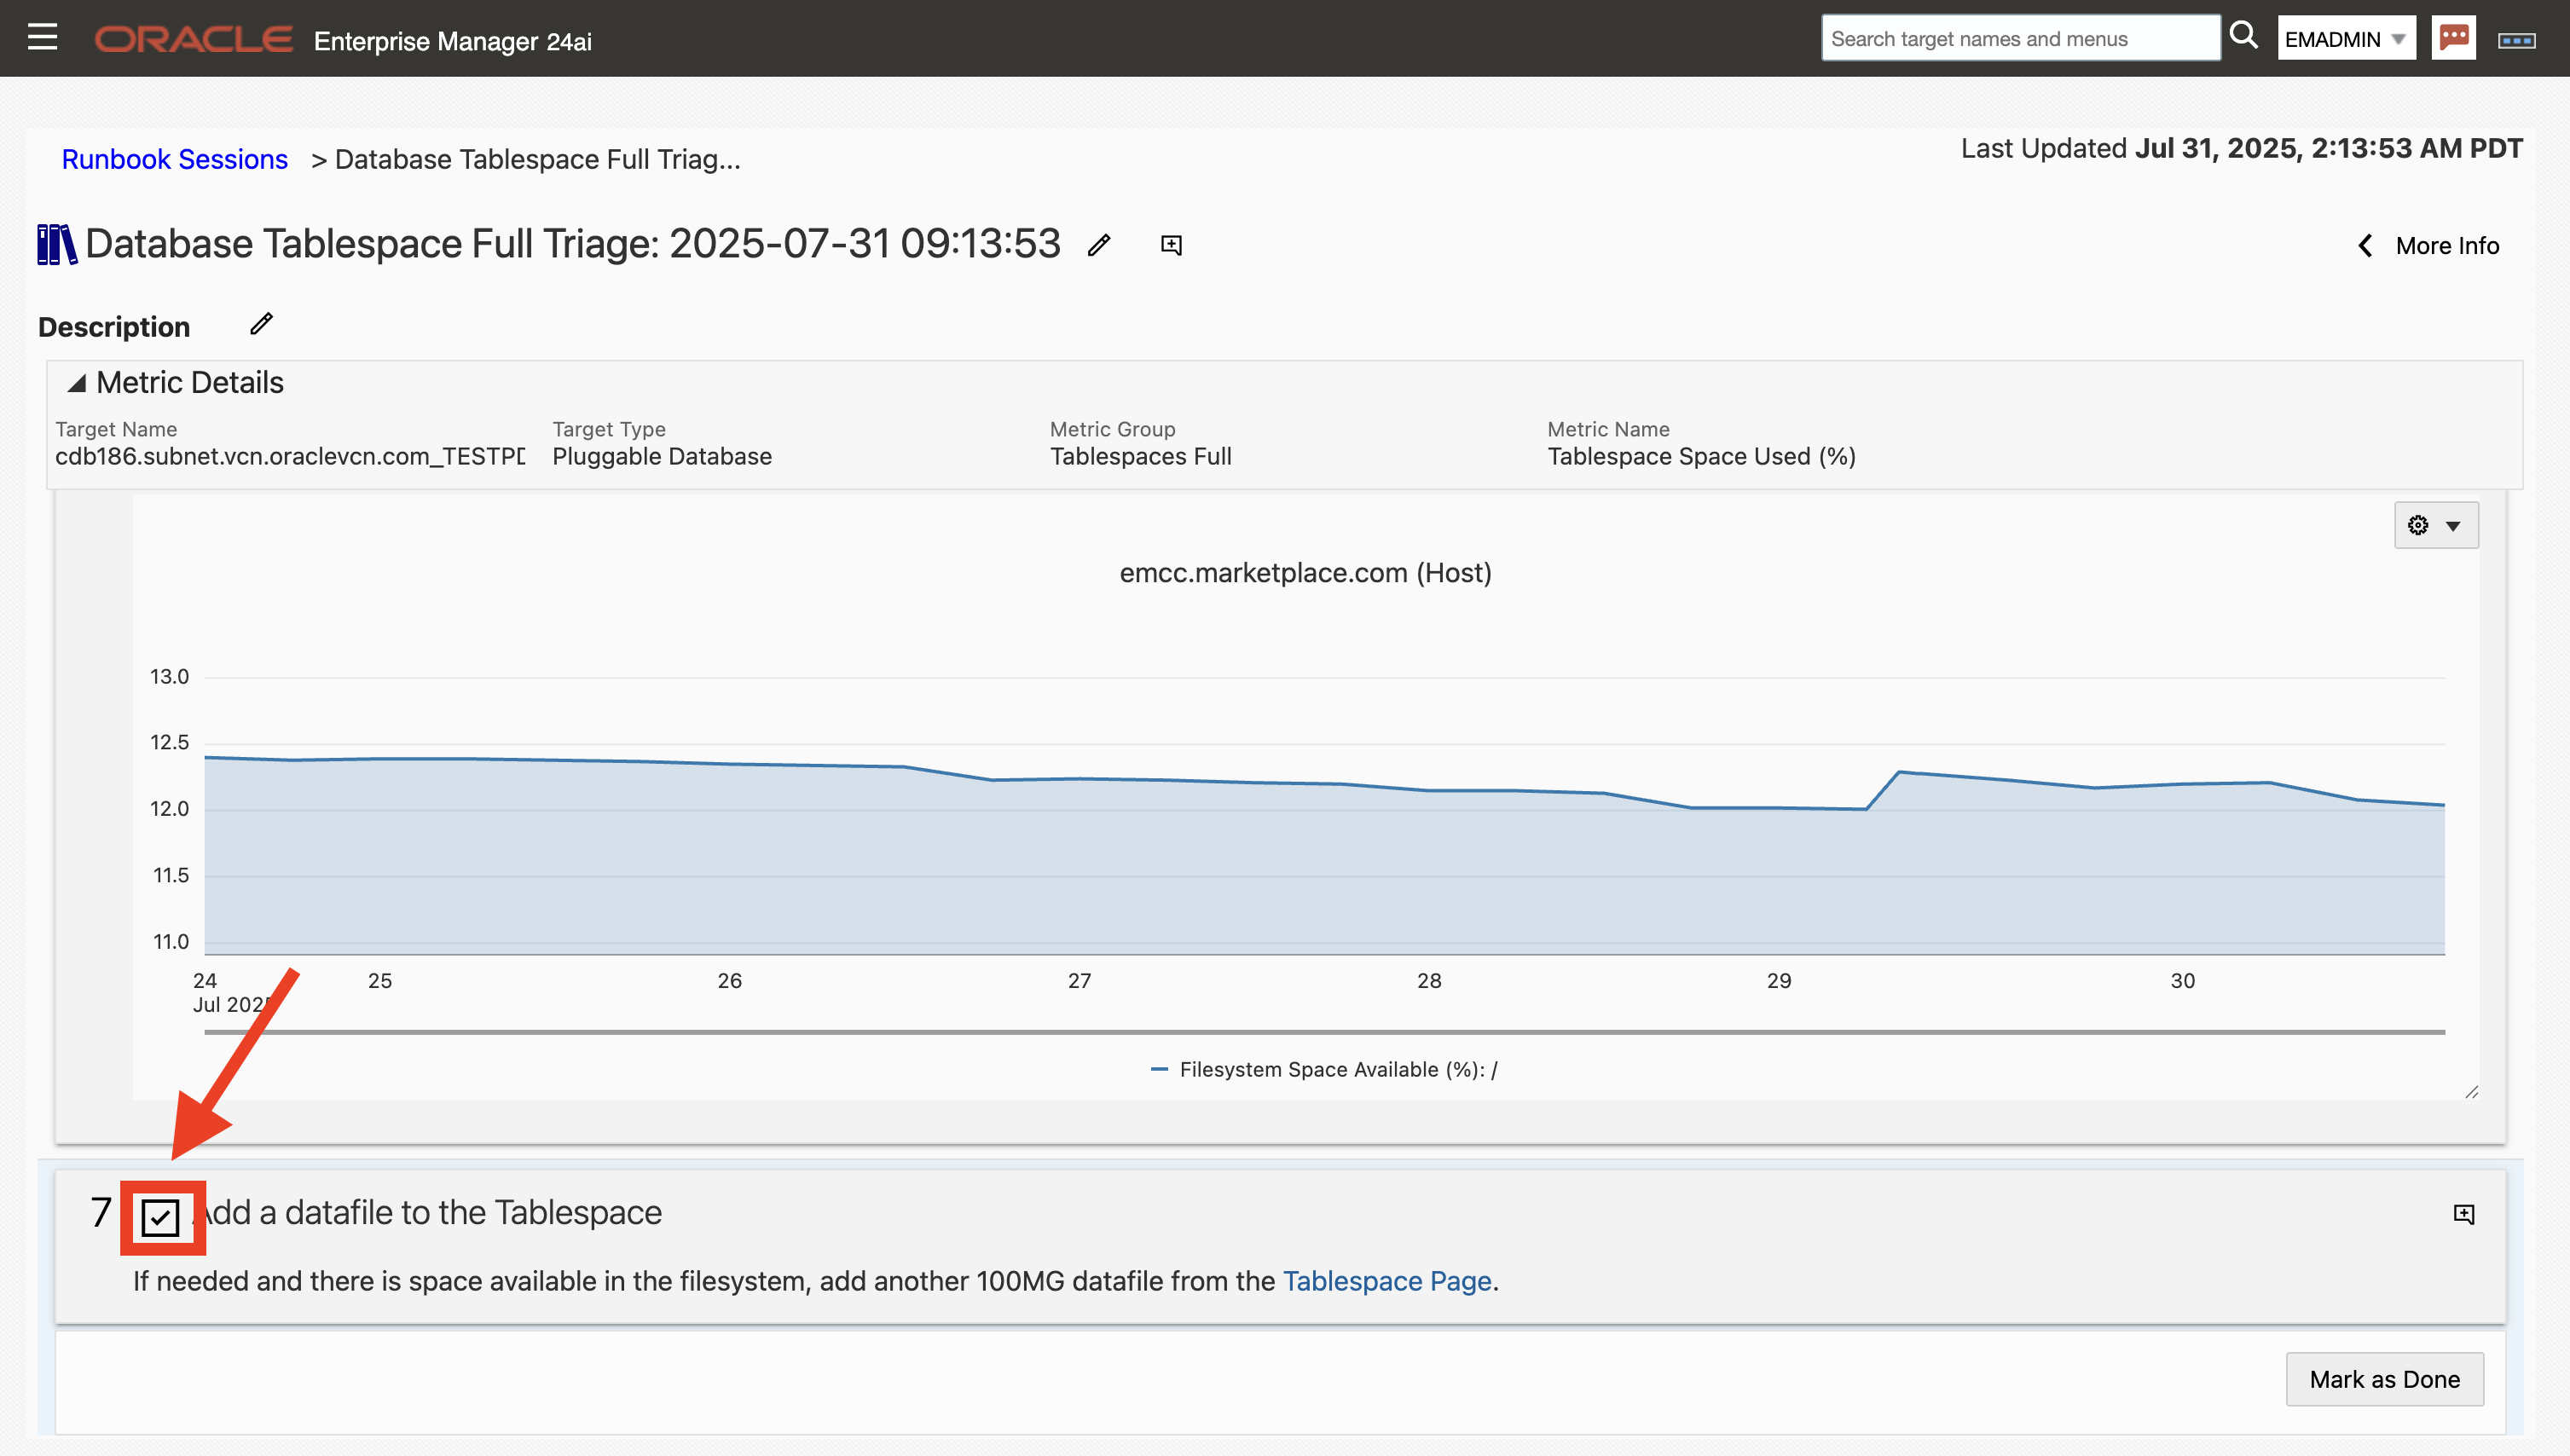 ORACLE Enterprise Manager 24ai
Search target names and menus
EMADMIN
Runbook Sessions > Database Tablespace Full Triag...
Last Updated Jul 31, 2025, 2:13:53 AM PDT
Database Tablespace Full Triage: 2025-07-31 09:13:53
More Info
Description
Metric Details
Target Name
cdb186.subnet.vcn.oraclevcn.com_TESTPD
Target Type
Pluggable Database
Metric Group
Tablespaces Full
Metric Name
Tablespace Space Used (%)
emcc.marketplace.com (Host)
13.0
12.5
12.0
11.5
11.0
24 25 26 27 28 29 30
Jul 2025
Filesystem Space Available (%): /
7 Add a datafile to the Tablespace
If needed and there is space available in the filesystem, add another 100MG datafile from the Tablespace Page.
Mark as Done